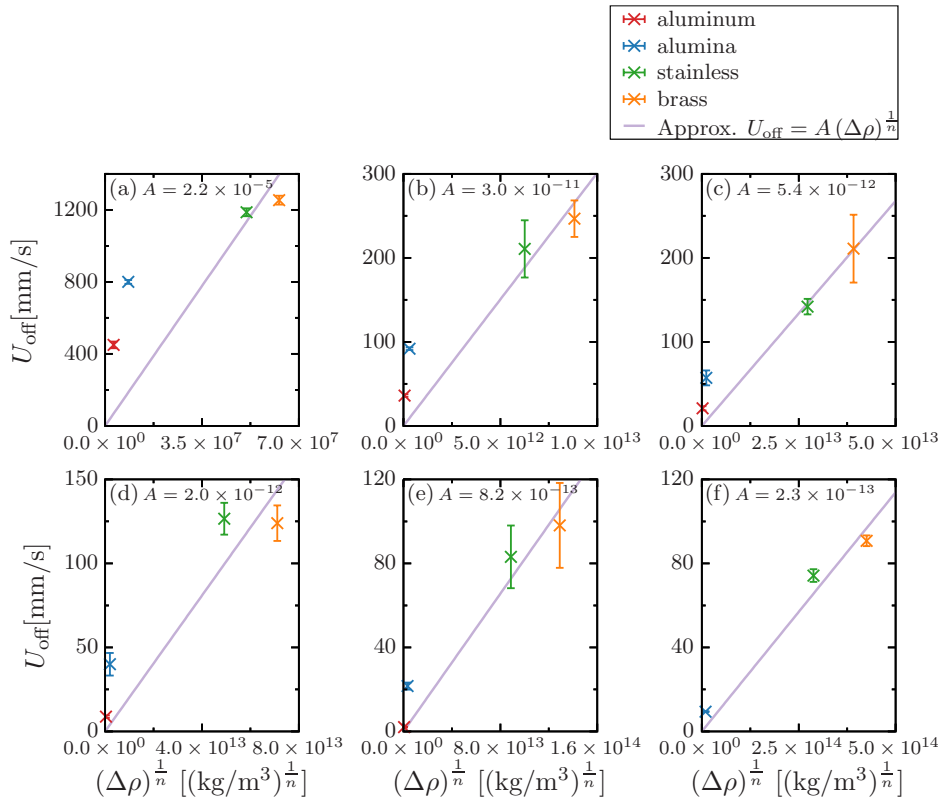 aluminum
alumina
stainless
brass
Approx. U_off = A (Δρ)^{1/n}
(a) A = 2.2 × 10^{-5}
1200
800
400
0
0.0 × 10^0 3.5 × 10^7 7.0 × 10^7
U_off[mm/s]
(b) A = 3.0 × 10^{-11}
300
200
100
0
0.0 × 10^0 5.0 × 10^{12} 1.0 × 10^{13}
(c) A = 5.4 × 10^{-12}
300
200
100
0
0.0 × 10^0 2.5 × 10^{13} 5.0 × 10^{13}
(d) A = 2.0 × 10^{-12}
150
100
50
0
0.0 × 10^0 4.0 × 10^{13} 8.0 × 10^{13}
U_off[mm/s]
(Δρ)^{1/n} [(kg/m^3)^{1/n}]
(e) A = 8.2 × 10^{-13}
120
80
40
0
0.0 × 10^0 8.0 × 10^{13} 1.6 × 10^{14}
(Δρ)^{1/n} [(kg/m^3)^{1/n}]
(f) A = 2.3 × 10^{-13}
120
80
40
0
0.0 × 10^0 2.5 × 10^{14} 5.0 × 10^{14}
(Δρ)^{1/n} [(kg/m^3)^{1/n}]